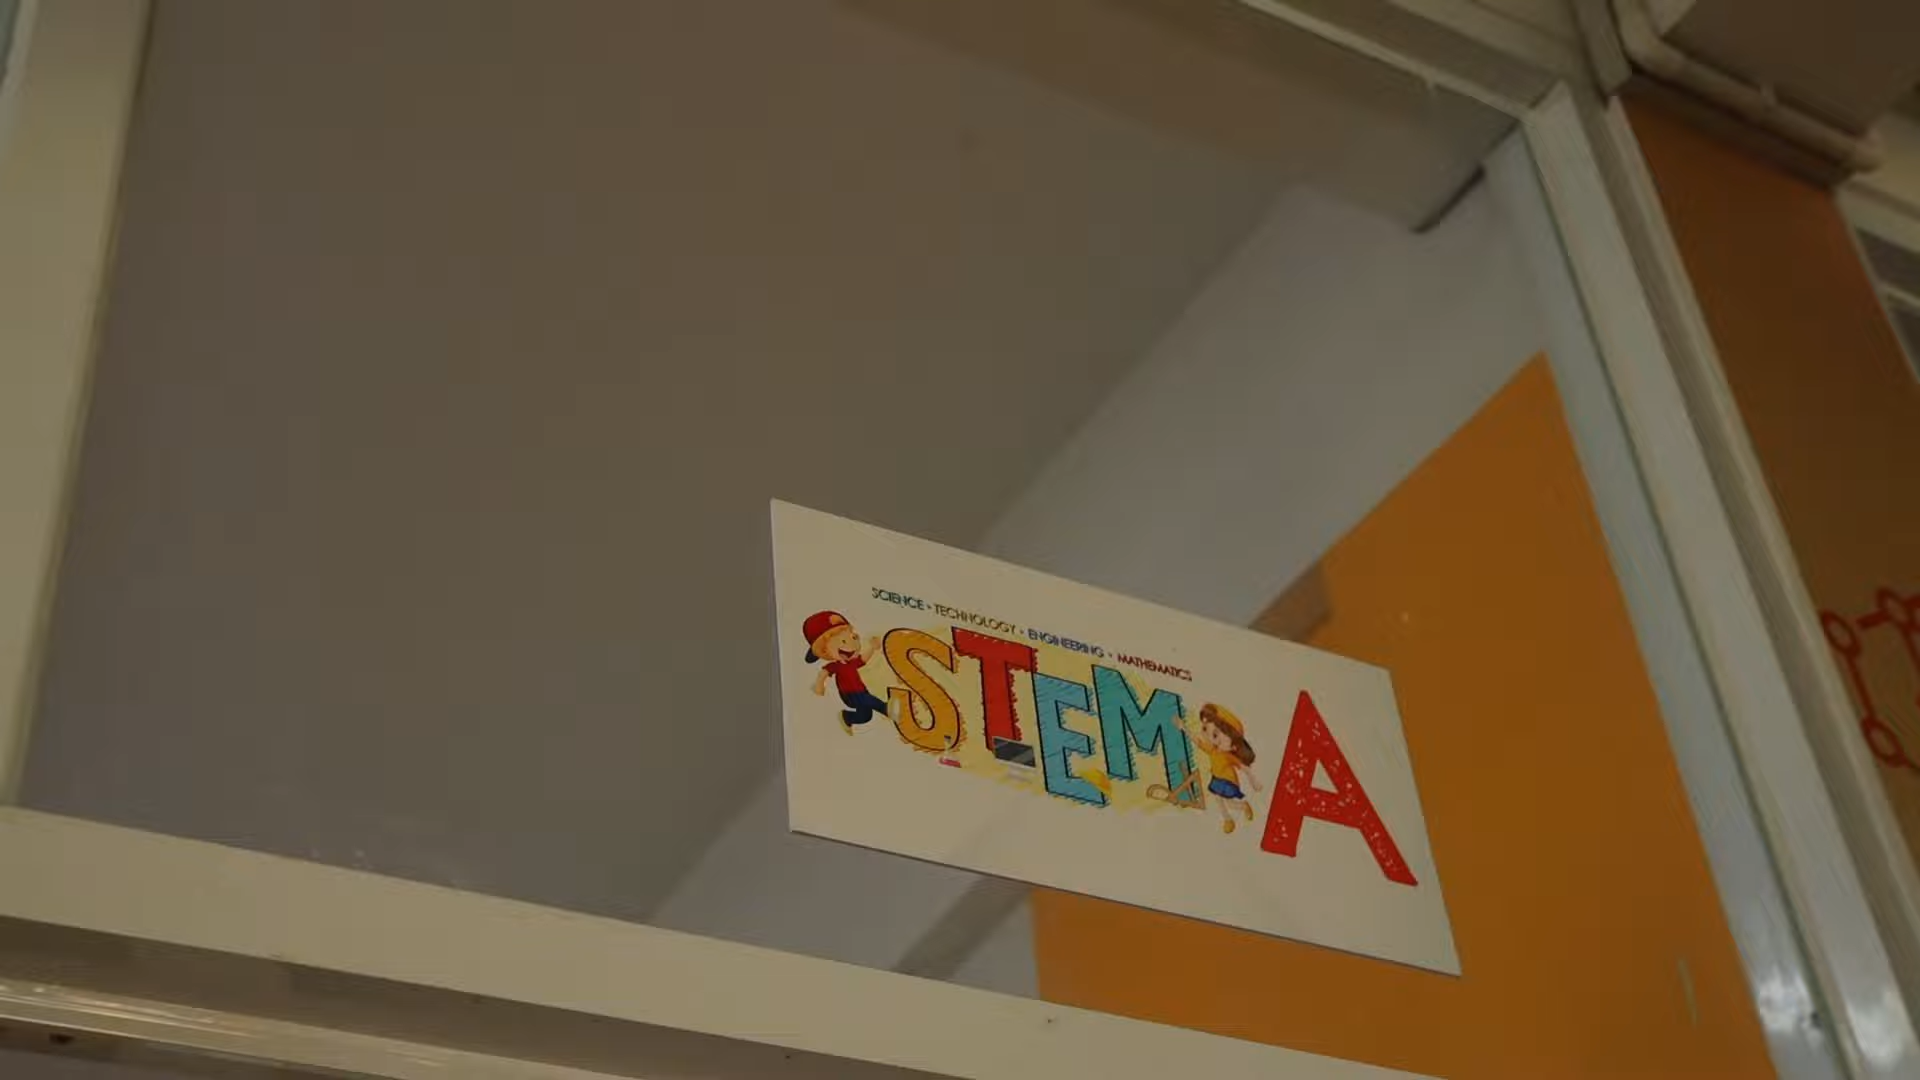 SCIENCE • TECHNOLOGY • ENGINEERING • MATHEMATICS
STEM A